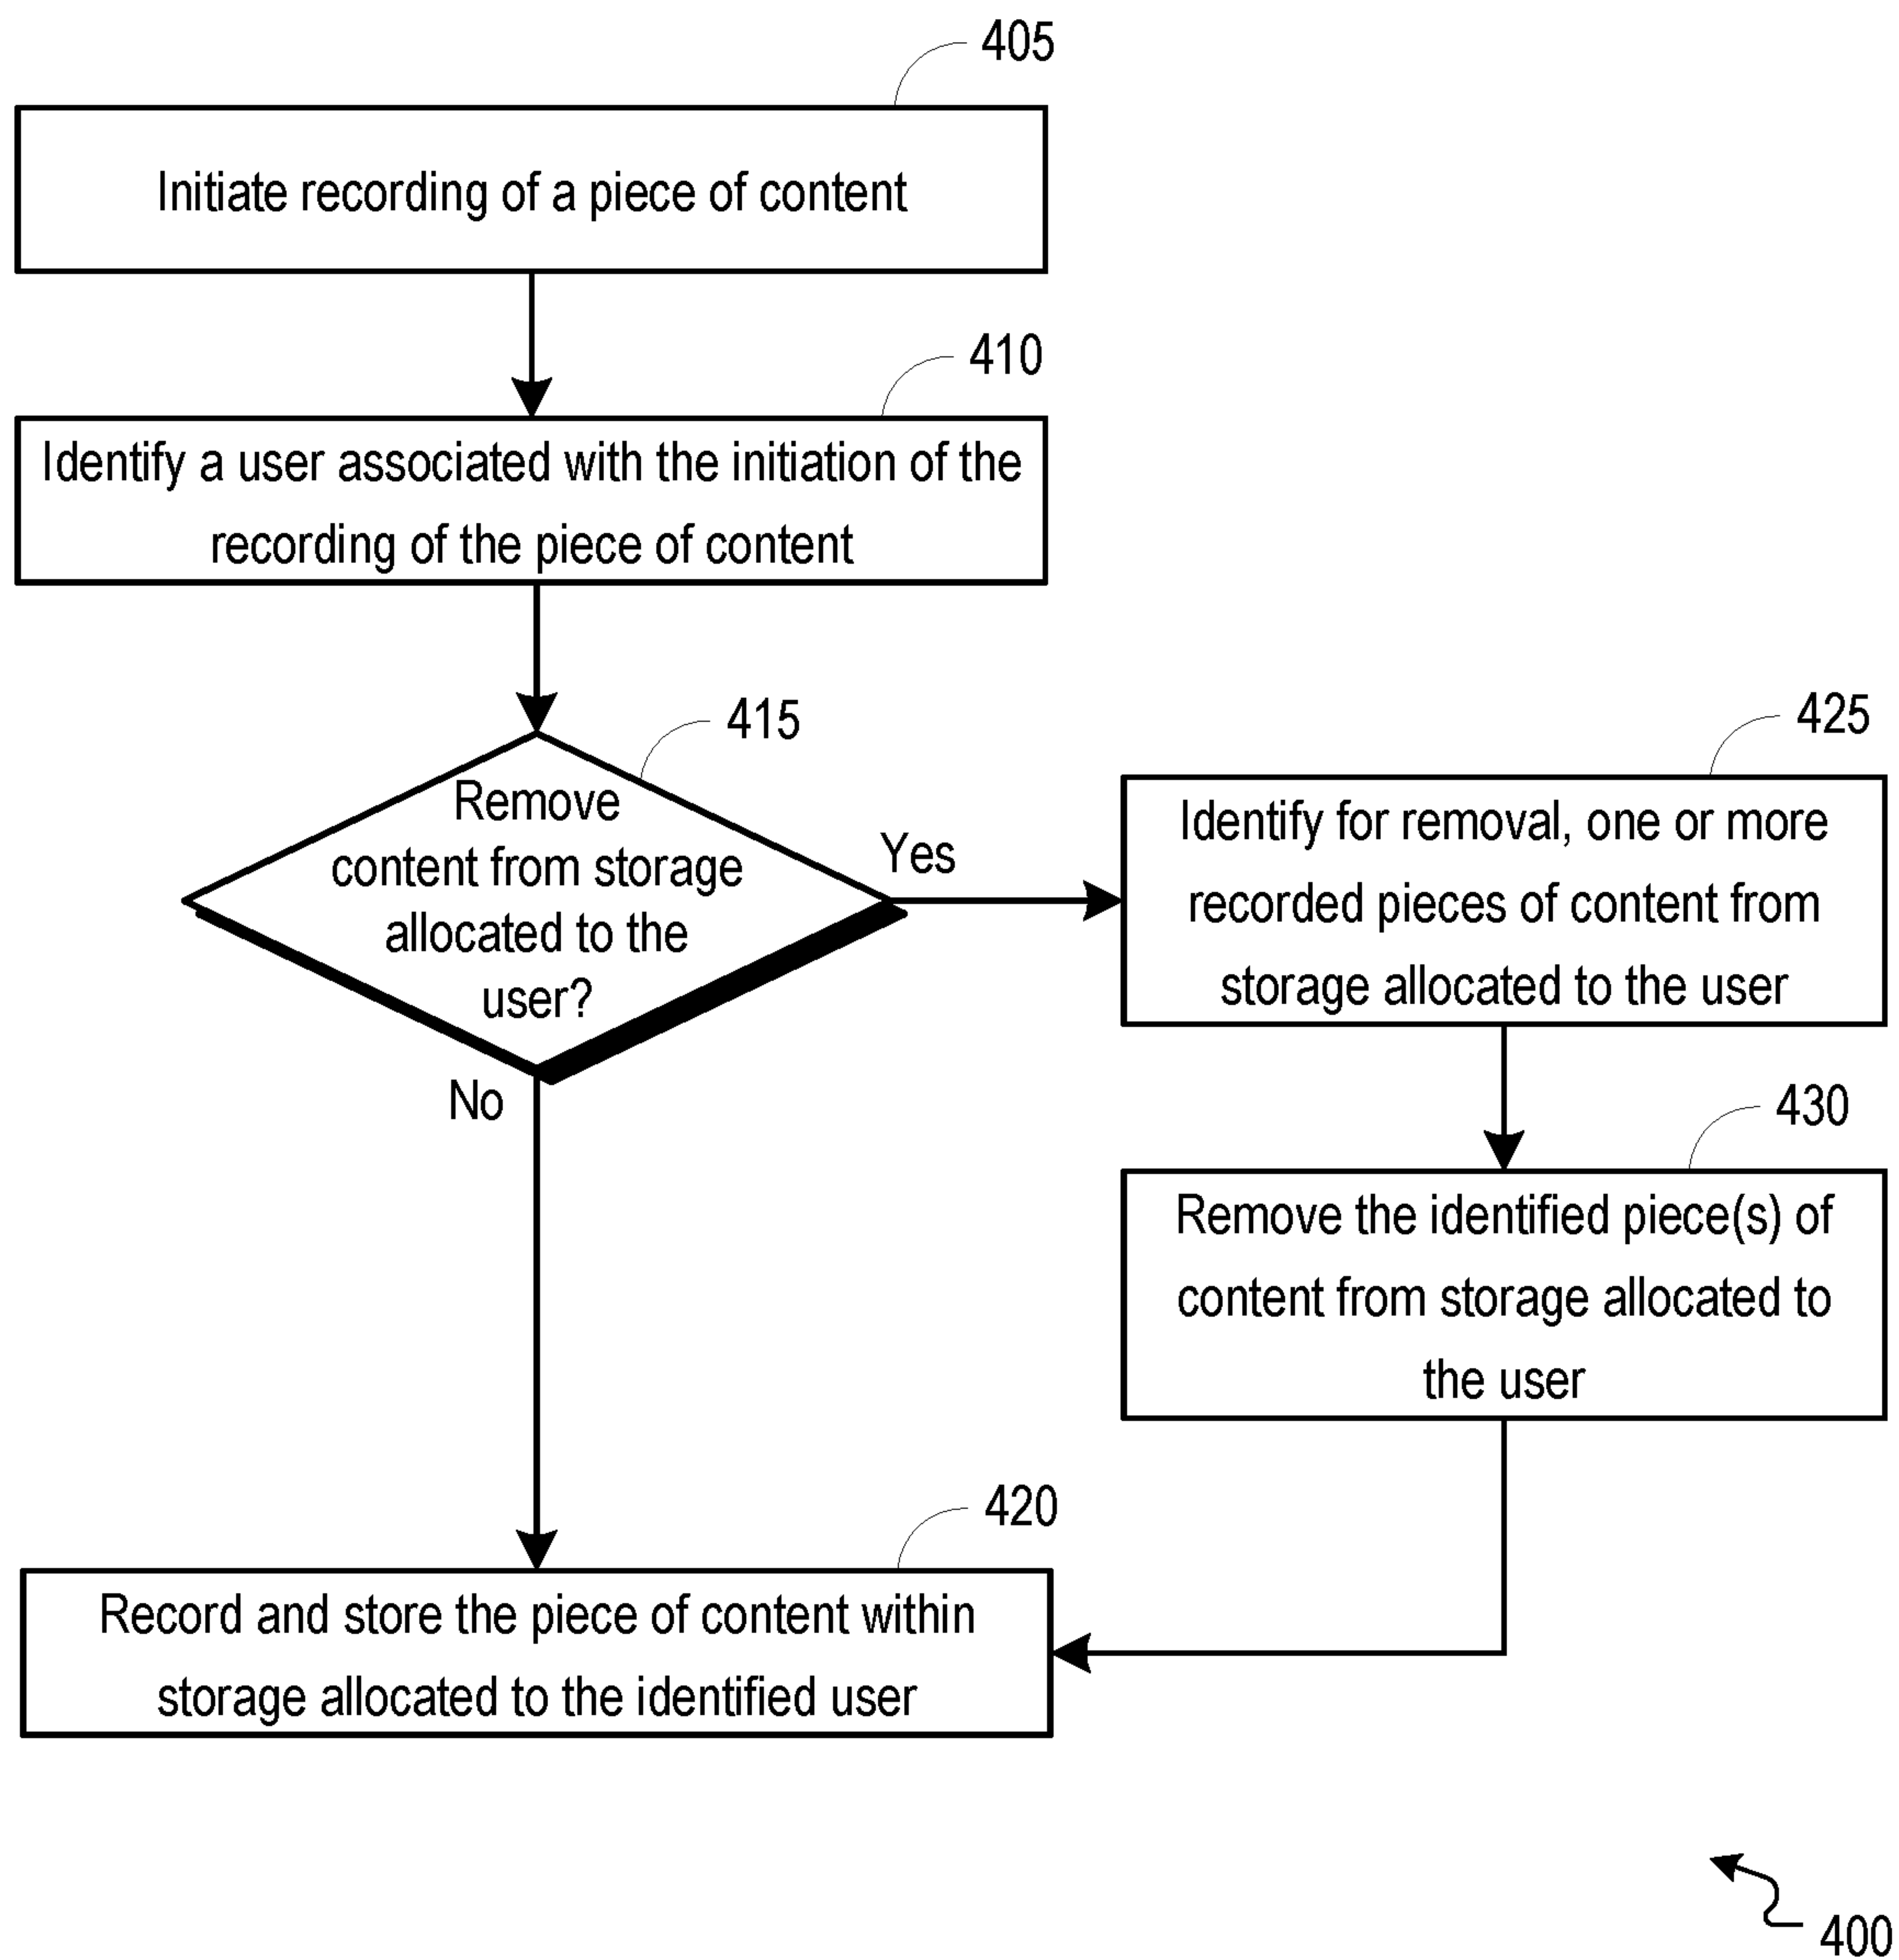 405
Initiate recording of a piece of content
410
Identify a user associated with the initiation of the
recording of the piece of content
415
Remove
content from storage
allocated to the
user?
Yes
No
425
Identify for removal, one or more
recorded pieces of content from
storage allocated to the user
430
Remove the identified piece(s) of
content from storage allocated to
the user
420
Record and store the piece of content within
storage allocated to the identified user
400